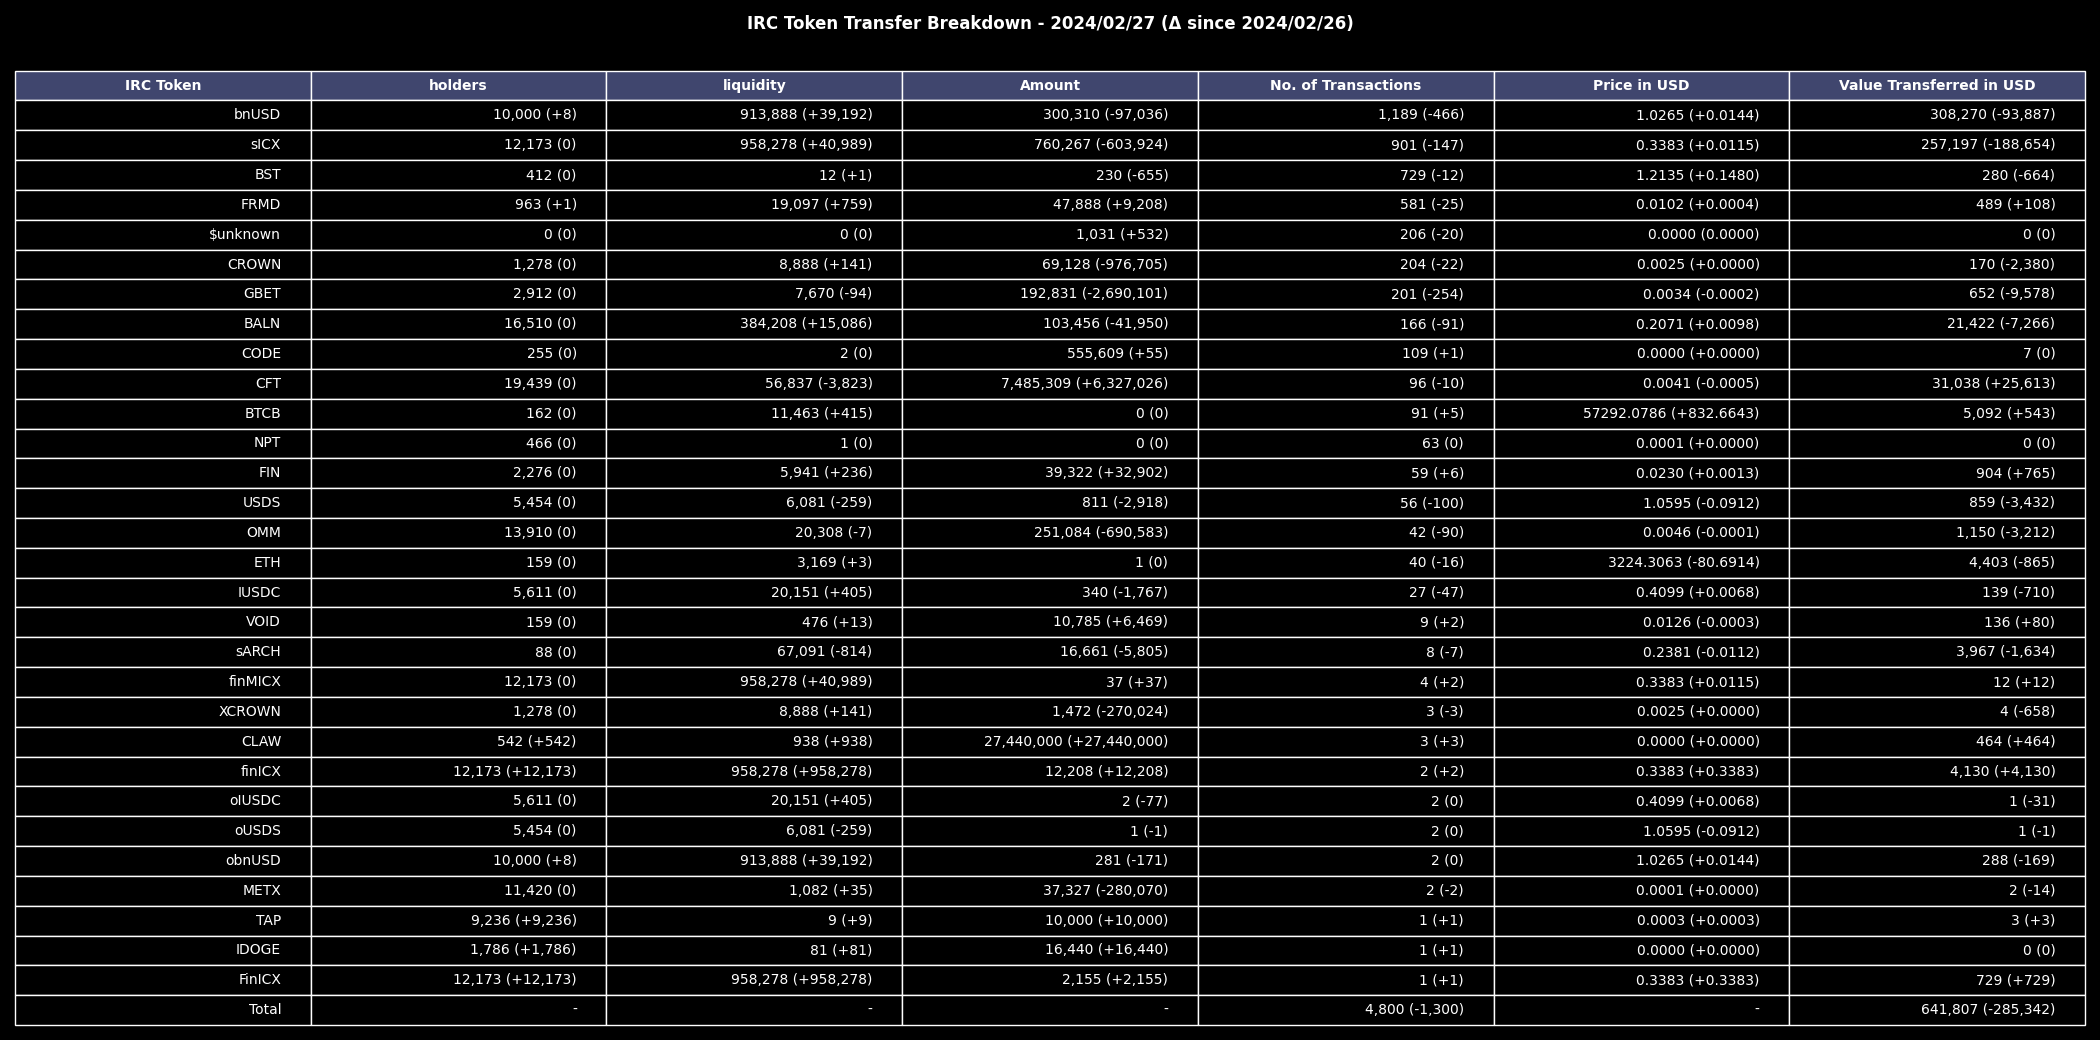 IRC Token Transfer Breakdown - 2024/02/27 (Δ since 2024/02/26)
IRC Token holders liquidity Amount No. of Transactions Price in USD Value Transferred in USD
bnUSD 10,000 (+8) 913,888 (+39,192) 300,310 (-97,036) 1,189 (-466) 1.0265 (+0.0144) 308,270 (-93,887)
sICX 12,173 (0) 958,278 (+40,989) 760,267 (-603,924) 901 (-147) 0.3383 (+0.0115) 257,197 (-188,654)
BST 412 (0) 12 (+1) 230 (-655) 729 (-12) 1.2135 (+0.1480) 280 (-664)
FRMD 963 (+1) 19,097 (+759) 47,888 (+9,208) 581 (-25) 0.0102 (+0.0004) 489 (+108)
$unknown 0 (0) 0 (0) 1,031 (+532) 206 (-20) 0.0000 (0.0000) 0 (0)
CROWN 1,278 (0) 8,888 (+141) 69,128 (-976,705) 204 (-22) 0.0025 (+0.0000) 170 (-2,380)
GBET 2,912 (0) 7,670 (-94) 192,831 (-2,690,101) 201 (-254) 0.0034 (-0.0002) 652 (-9,578)
BALN 16,510 (0) 384,208 (+15,086) 103,456 (-41,950) 166 (-91) 0.2071 (+0.0098) 21,422 (-7,266)
CODE 255 (0) 2 (0) 555,609 (+55) 109 (+1) 0.0000 (+0.0000) 7 (0)
CFT 19,439 (0) 56,837 (-3,823) 7,485,309 (+6,327,026) 96 (-10) 0.0041 (-0.0005) 31,038 (+25,613)
BTCB 162 (0) 11,463 (+415) 0 (0) 91 (+5) 57292.0786 (+832.6643) 5,092 (+543)
NPT 466 (0) 1 (0) 0 (0) 63 (0) 0.0001 (+0.0000) 0 (0)
FIN 2,276 (0) 5,941 (+236) 39,322 (+32,902) 59 (+6) 0.0230 (+0.0013) 904 (+765)
USDS 5,454 (0) 6,081 (-259) 811 (-2,918) 56 (-100) 1.0595 (-0.0912) 859 (-3,432)
OMM 13,910 (0) 20,308 (-7) 251,084 (-690,583) 42 (-90) 0.0046 (-0.0001) 1,150 (-3,212)
ETH 159 (0) 3,169 (+3) 1 (0) 40 (-16) 3224.3063 (-80.6914) 4,403 (-865)
IUSDC 5,611 (0) 20,151 (+405) 340 (-1,767) 27 (-47) 0.4099 (+0.0068) 139 (-710)
VOID 159 (0) 476 (+13) 10,785 (+6,469) 9 (+2) 0.0126 (-0.0003) 136 (+80)
sARCH 88 (0) 67,091 (-814) 16,661 (-5,805) 8 (-7) 0.2381 (-0.0112) 3,967 (-1,634)
finMICX 12,173 (0) 958,278 (+40,989) 37 (+37) 4 (+2) 0.3383 (+0.0115) 12 (+12)
XCROWN 1,278 (0) 8,888 (+141) 1,472 (-270,024) 3 (-3) 0.0025 (+0.0000) 4 (-658)
CLAW 542 (+542) 938 (+938) 27,440,000 (+27,440,000) 3 (+3) 0.0000 (+0.0000) 464 (+464)
finICX 12,173 (+12,173) 958,278 (+958,278) 12,208 (+12,208) 2 (+2) 0.3383 (+0.3383) 4,130 (+4,130)
oIUSDC 5,611 (0) 20,151 (+405) 2 (-77) 2 (0) 0.4099 (+0.0068) 1 (-31)
oUSDS 5,454 (0) 6,081 (-259) 1 (-1) 2 (0) 1.0595 (-0.0912) 1 (-1)
obnUSD 10,000 (+8) 913,888 (+39,192) 281 (-171) 2 (0) 1.0265 (+0.0144) 288 (-169)
METX 11,420 (0) 1,082 (+35) 37,327 (-280,070) 2 (-2) 0.0001 (+0.0000) 2 (-14)
TAP 9,236 (+9,236) 9 (+9) 10,000 (+10,000) 1 (+1) 0.0003 (+0.0003) 3 (+3)
IDOGE 1,786 (+1,786) 81 (+81) 16,440 (+16,440) 1 (+1) 0.0000 (+0.0000) 0 (0)
FinICX 12,173 (+12,173) 958,278 (+958,278) 2,155 (+2,155) 1 (+1) 0.3383 (+0.3383) 729 (+729)
Total - - - 4,800 (-1,300) - 641,807 (-285,342)